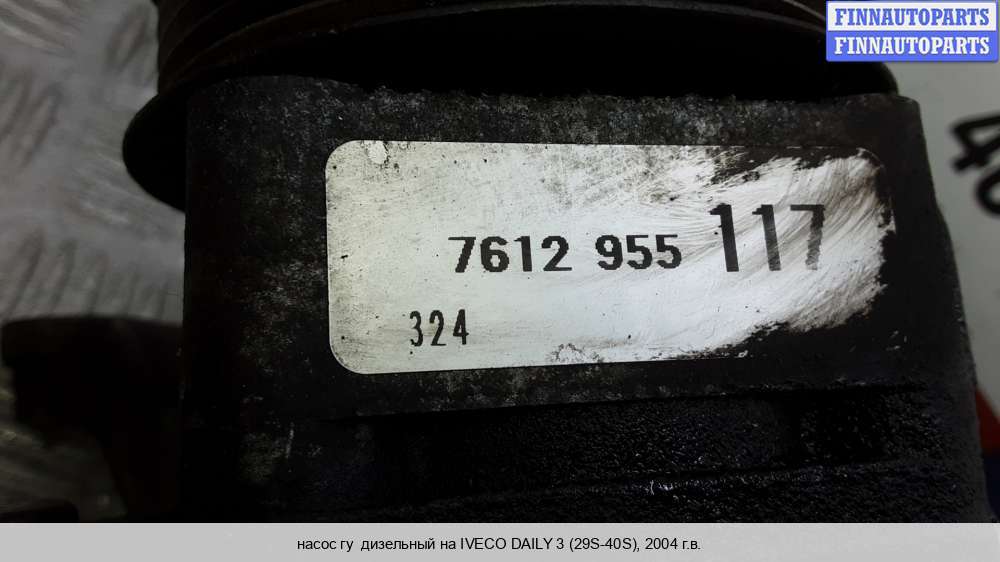 FINNAUTOPARTS
FINNAUTOPARTS
7612 955 117
324
насос гу дизельный на IVECO DAILY 3 (29S-40S), 2004 г.в.